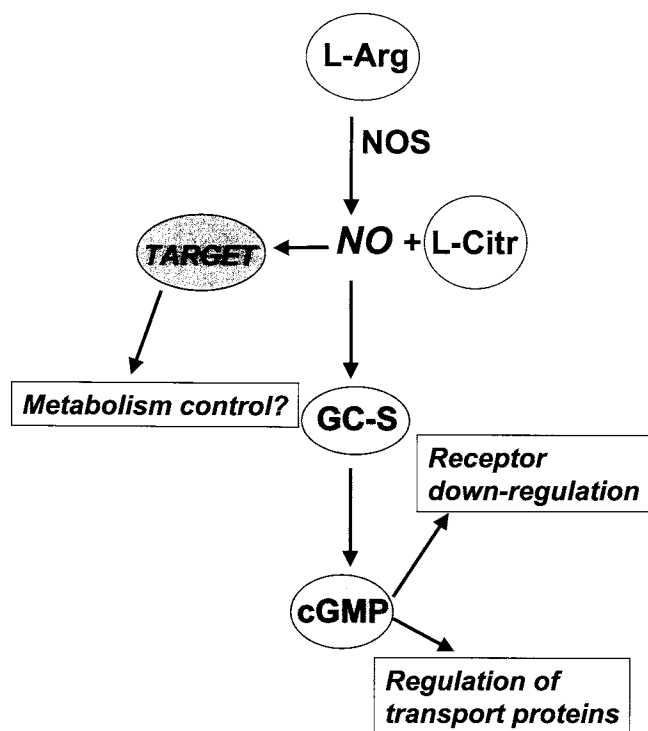 L-Arg
NOS
TARGET
NO + L-Citr
Metabolism control?
GC-S
Receptor
down-regulation
cGMP
Regulation of
transport proteins